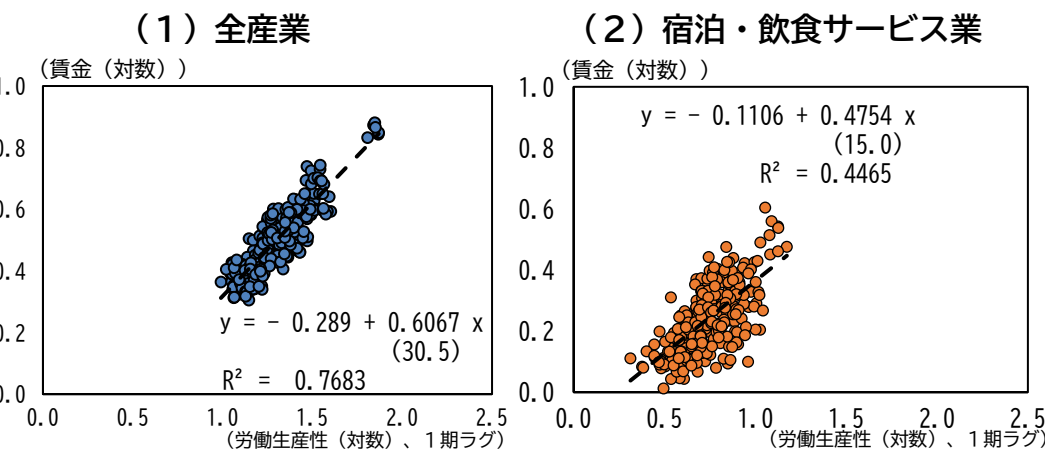 （１）全産業
（賃金（対数））
1.0
0.8
0.6
0.4
0.2
0.0
y = − 0.289 + 0.6067 x
(30.5)
R² = 0.7683
0.0 0.5 1.0 1.5 2.0 2.5
（労働生産性（対数）、１期ラグ）
（２）宿泊・飲食サービス業
（賃金（対数））
1.0
0.8
0.6
0.4
0.2
0.0
y = − 0.1106 + 0.4754 x
(15.0)
R² = 0.4465
0.0 0.5 1.0 1.5 2.0 2.5
（労働生産性（対数）、１期ラグ）